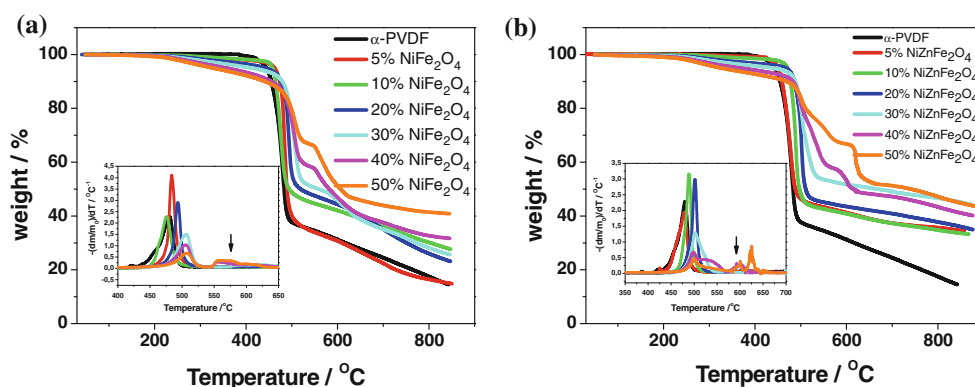 (a)
100
80
60
40
20
0
weight / %
200 400 600 800
Temperature / °C
α-PVDF
5% NiFe₂O₄
10% NiFe₂O₄
20% NiFe₂O₄
30% NiFe₂O₄
40% NiFe₂O₄
50% NiFe₂O₄
4,0
3,5
3,0
2,5
2,0
1,5
1,0
0,5
0,0
-0,5
-(dm/m₀)/dT / °C⁻¹
400 450 500 550 600 650
Temperature /°C
(b)
100
80
60
40
20
0
weight / %
200 400 600 800
Temperature / °C
α-PVDF
5% NiZnFe₂O₄
10% NiZnFe₂O₄
20% NiZnFe₂O₄
30% NiZnFe₂O₄
40% NiZnFe₂O₄
50% NiZnFe₂O₄
3,5
3,0
2,5
2,0
1,5
1,0
0,5
0,0
-(dm/m₀)/dT / °C⁻¹
350 400 450 500 550 600 650 700
Temperature /°C